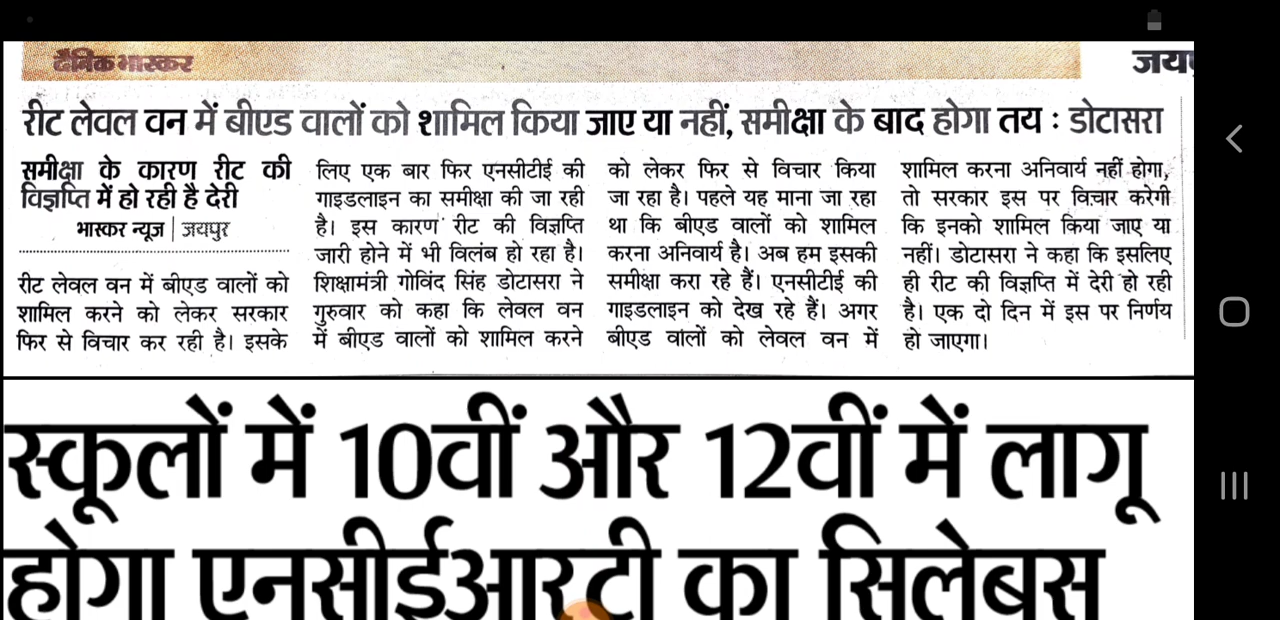 दैनिक भास्कर
रीट लेवल वन में बीएड वालों को शामिल किया जाए या नहीं, समीक्षा के बाद होगा तय : डोटासरा
समीक्षा के कारण रीट की
विज्ञप्ति में हो रही है देरी
भास्कर न्यूज | जयपुर
रीट लेवल वन में बीएड वालों को
शामिल करने को लेकर सरकार
फिर से विचार कर रही है। इसके
लिए एक बार फिर एनसीटीई की
गाइडलाइन का समीक्षा की जा रही
है। इस कारण रीट की विज्ञप्ति
जारी होने में भी विलंब हो रहा है।
शिक्षामंत्री गोविंद सिंह डोटासरा ने
गुरुवार को कहा कि लेवल वन
में बीएड वालों को शामिल करने
को लेकर फिर से विचार किया
जा रहा है। पहले यह माना जा रहा
था कि बीएड वालों को शामिल
करना अनिवार्य है। अब हम इसकी
समीक्षा करा रहे हैं। एनसीटीई की
गाइडलाइन को देख रहे हैं। अगर
बीएड वालों को लेवल वन में
शामिल करना अनिवार्य नहीं होगा,
तो सरकार इस पर विचार करेगी
कि इनको शामिल किया जाए या
नहीं। डोटासरा ने कहा कि इसलिए
ही रीट की विज्ञप्ति में देरी हो रही
है। एक दो दिन में इस पर निर्णय
हो जाएगा।
स्कूलों में 10वीं और 12वीं में लागू
होगा एनसीईआरटी का सिलेबस